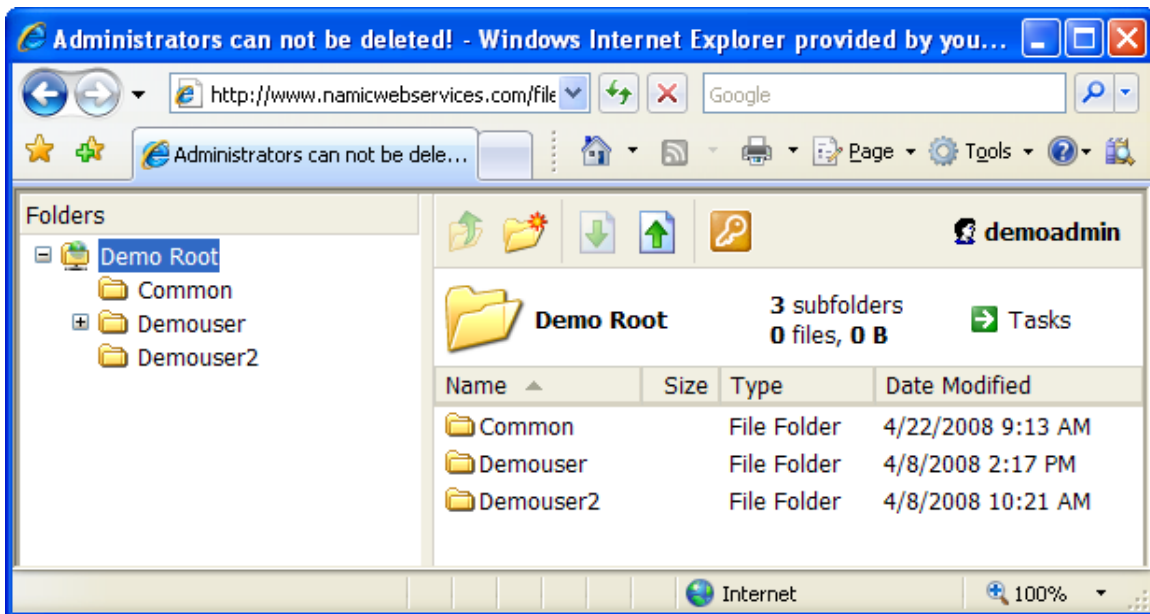 Administrators can not be deleted! - Windows Internet Explorer provided by you...
http://www.namicwebservices.com/file
Google
Administrators can not be dele...
Page
Tools
Folders
demoadmin
Demo Root
Common
Demouser
Demouser2
Demo Root
3 subfolders
0 files, 0 B
Tasks
Name Size Type Date Modified
Common File Folder 4/22/2008 9:13 AM
Demouser File Folder 4/8/2008 2:17 PM
Demouser2 File Folder 4/8/2008 10:21 AM
Internet 100%